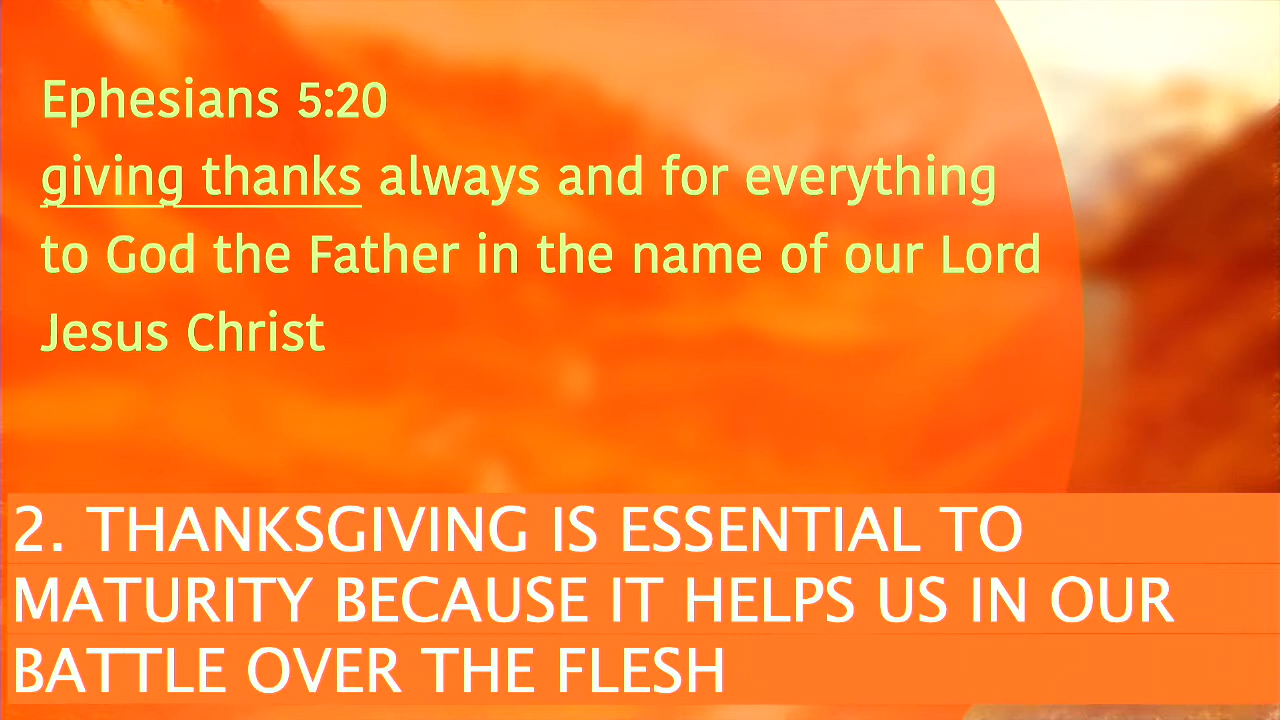 Ephesians 5:20
giving thanks always and for everything
to God the Father in the name of our Lord
Jesus Christ
2. THANKSGIVING IS ESSENTIAL TO
MATURITY BECAUSE IT HELPS US IN OUR
BATTLE OVER THE FLESH